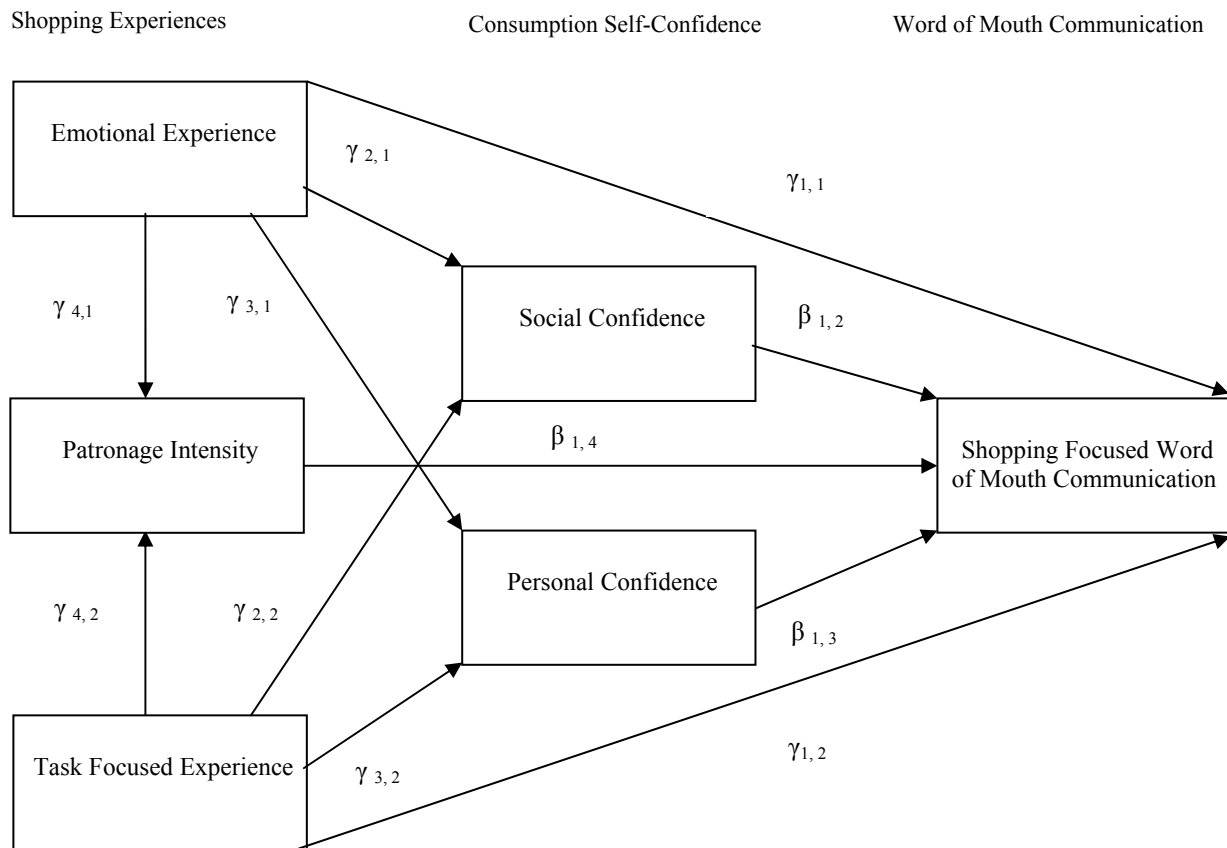 Shopping Experiences
Consumption Self-Confidence
Word of Mouth Communication
Emotional Experience
γ 2, 1
γ1, 1
γ 4,1
γ 3, 1
Social Confidence
β 1, 2
Patronage Intensity
β 1, 4
Shopping Focused Word
of Mouth Communication
Personal Confidence
γ 4, 2
γ 2, 2
β 1, 3
Task Focused Experience
γ 3, 2
γ1, 2